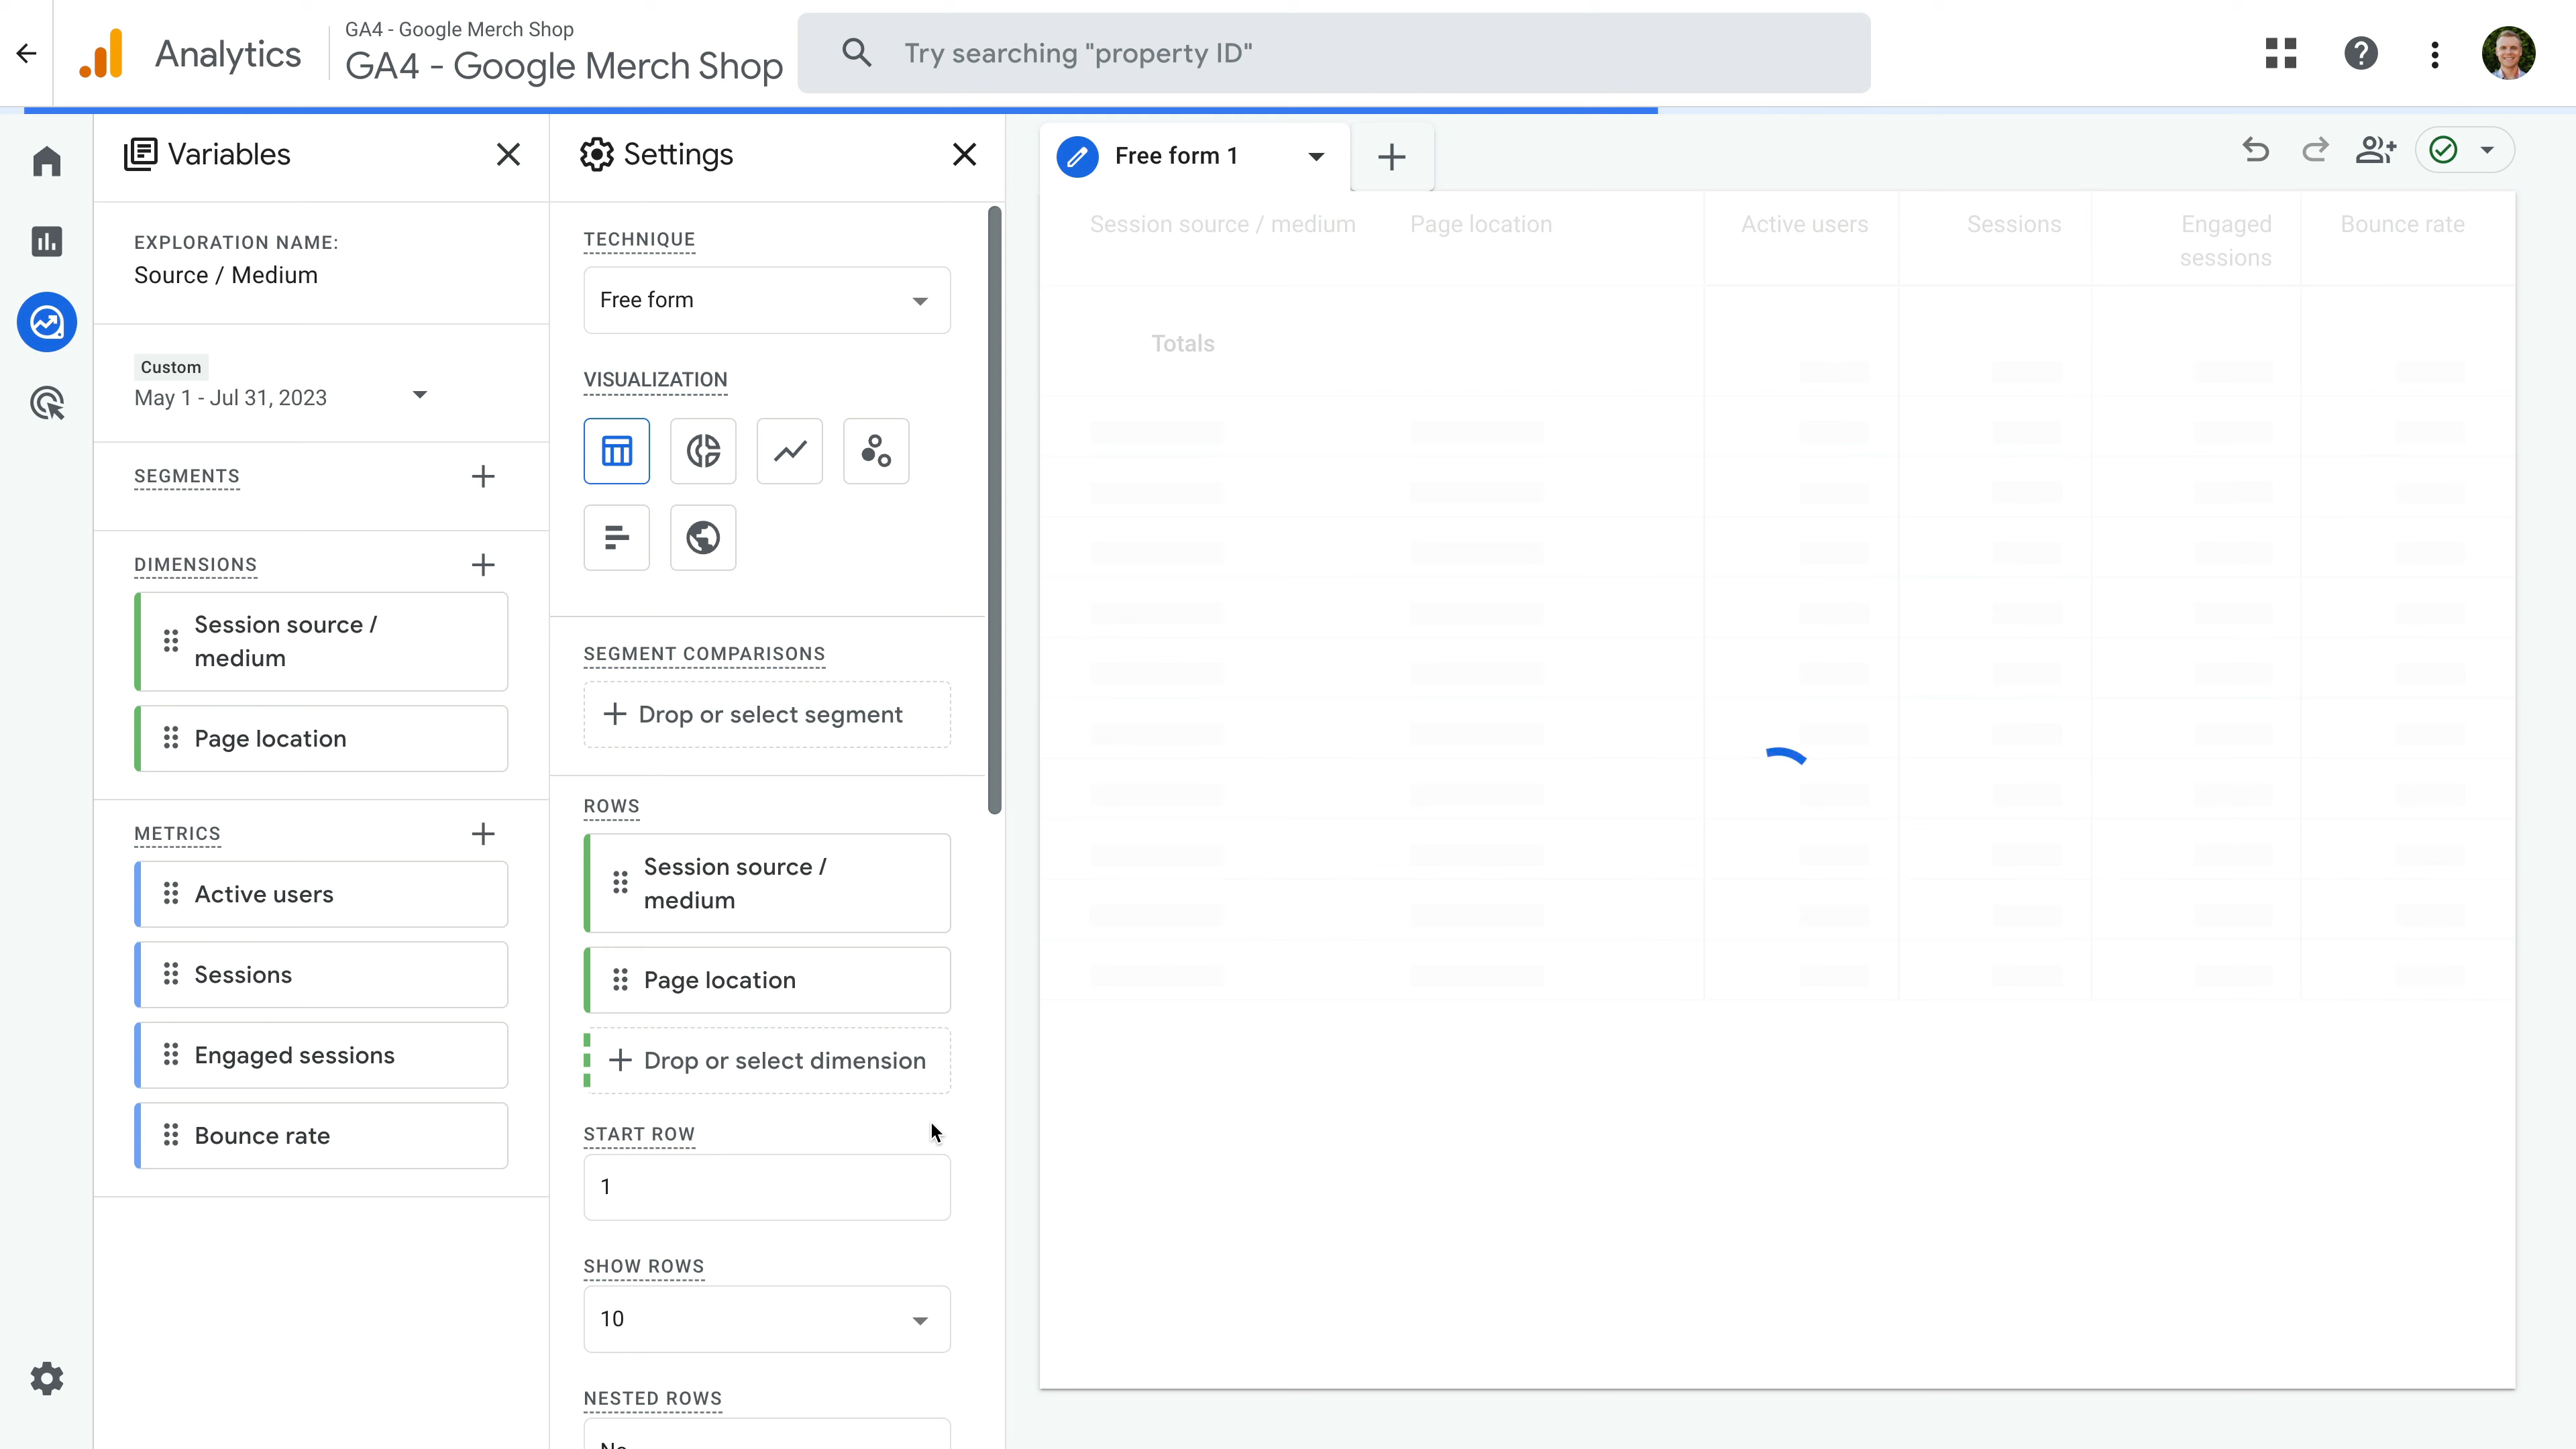 GA4 - Google Merch Shop
Analytics
GA4 - Google Merch Shop
Try searching "property ID"
Variables
EXPLORATION NAME:
Source / Medium
Custom
May 1 - Jul 31, 2023
SEGMENTS
DIMENSIONS
Session source /
medium
Page location
METRICS
Active users
Sessions
Engaged sessions
Bounce rate
Settings
TECHNIQUE
Free form
VISUALIZATION
SEGMENT COMPARISONS
Drop or select segment
ROWS
Session source /
medium
Page location
Drop or select dimension
START ROW
1
SHOW ROWS
10
NESTED ROWS
Free form 1
Session source / medium
Page location
Active users
Sessions
Engaged
sessions
Bounce rate
Totals